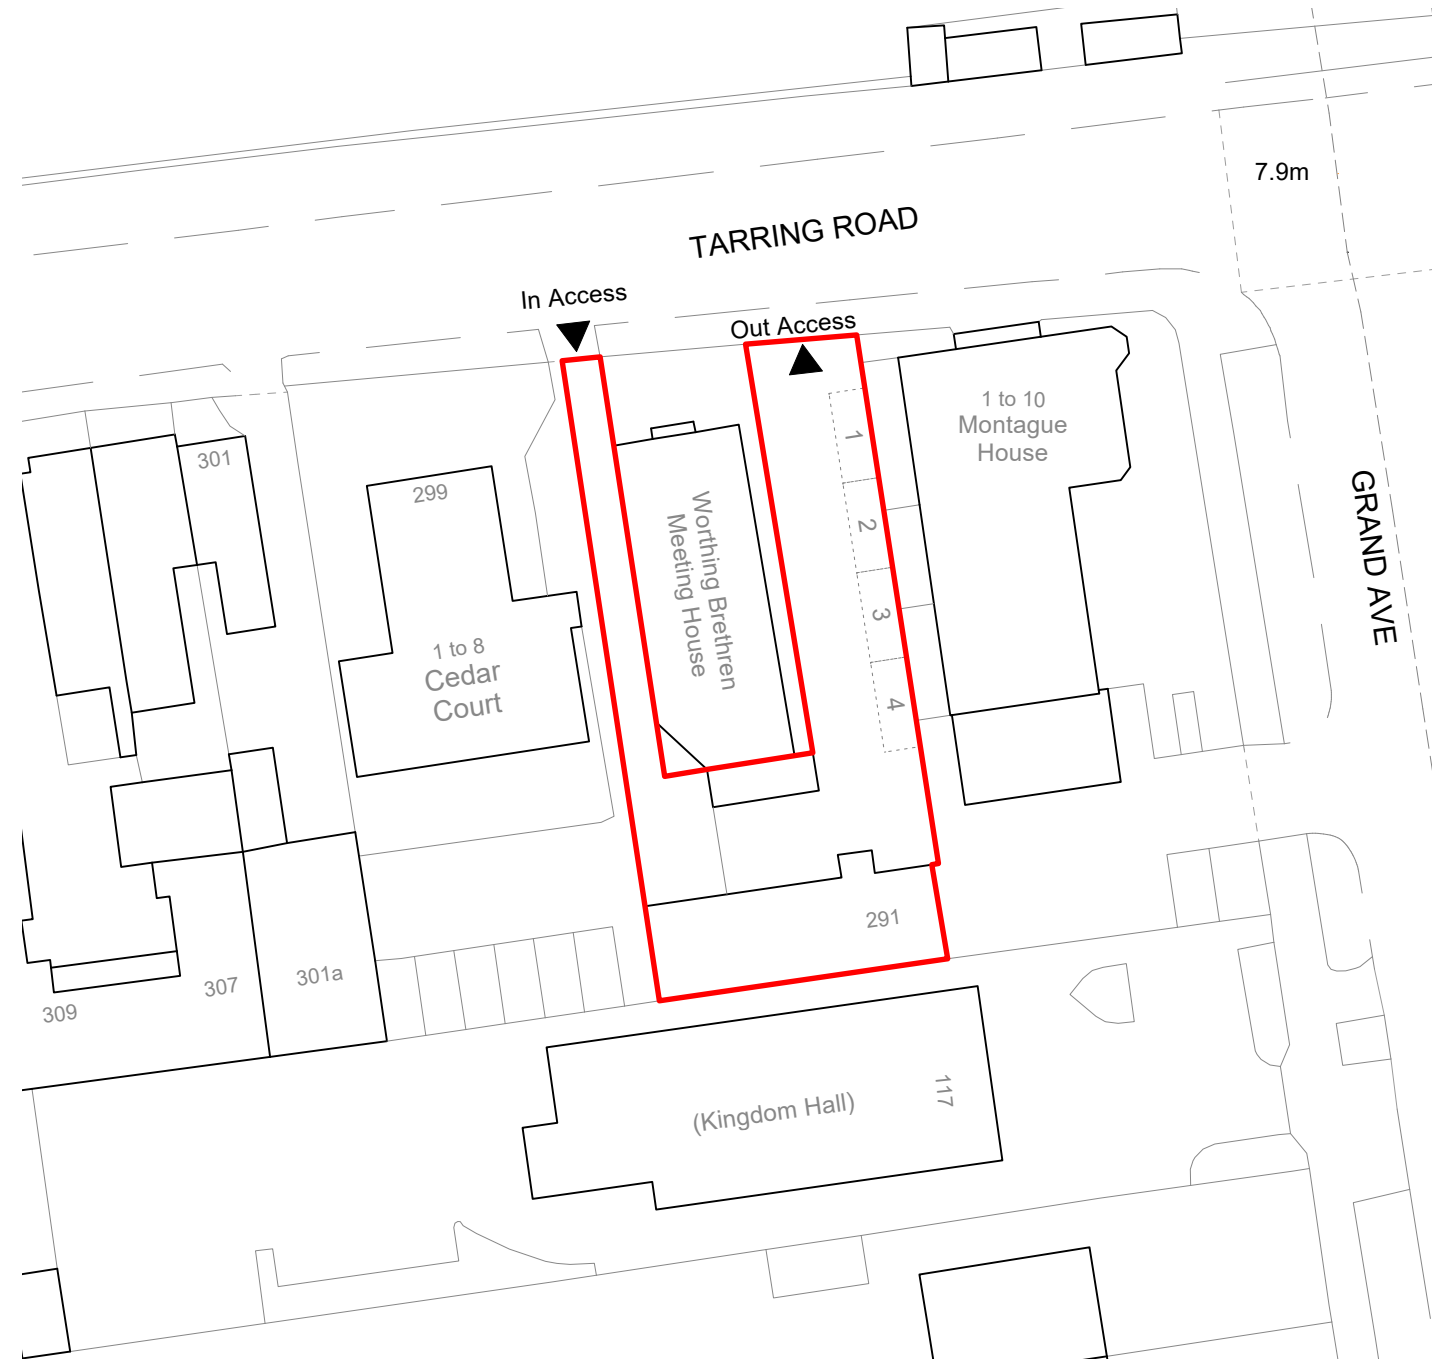 7.9m
TARRING ROAD
In Access
Out Access
1 to 10
Montague
House
301
299
1
2
3
4
GRAND AVE
Worthing Brethren
Meeting House
1 to 8
Cedar
Court
291
301a
307
309
117
(Kingdom Hall)